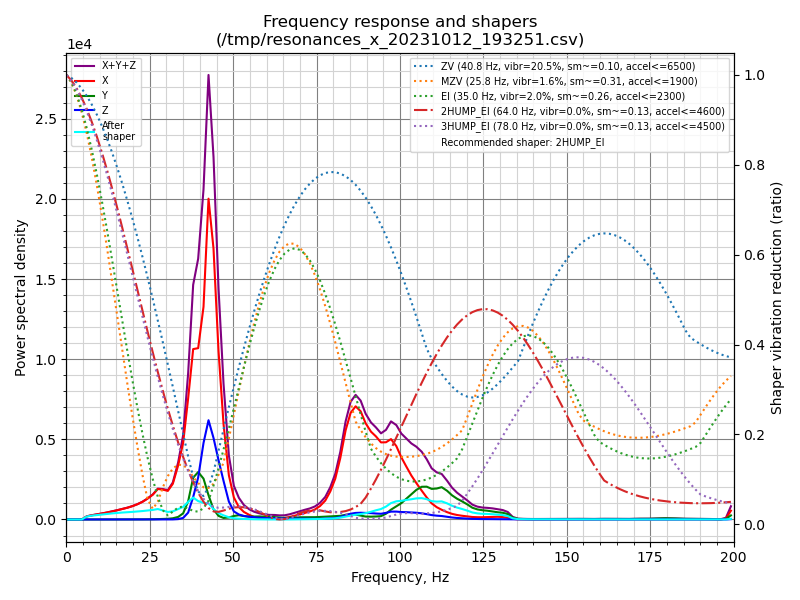 Frequency response and shapers
(/tmp/resonances_x_20231012_193251.csv)
1e4
X+Y+Z
X
Y
Z
After
shaper
ZV (40.8 Hz, vibr=20.5%, sm~=0.10, accel<=6500)
MZV (25.8 Hz, vibr=1.6%, sm~=0.31, accel<=1900)
EI (35.0 Hz, vibr=2.0%, sm~=0.26, accel<=2300)
2HUMP_EI (64.0 Hz, vibr=0.0%, sm~=0.13, accel<=4600)
3HUMP_EI (78.0 Hz, vibr=0.0%, sm~=0.13, accel<=4500)
Recommended shaper: 2HUMP_EI
Power spectral density
2.5
2.0
1.5
1.0
0.5
0.0
1.0
0.8
0.6
0.4
0.2
0.0
Shaper vibration reduction (ratio)
0 25 50 75 100 125 150 175 200
Frequency, Hz